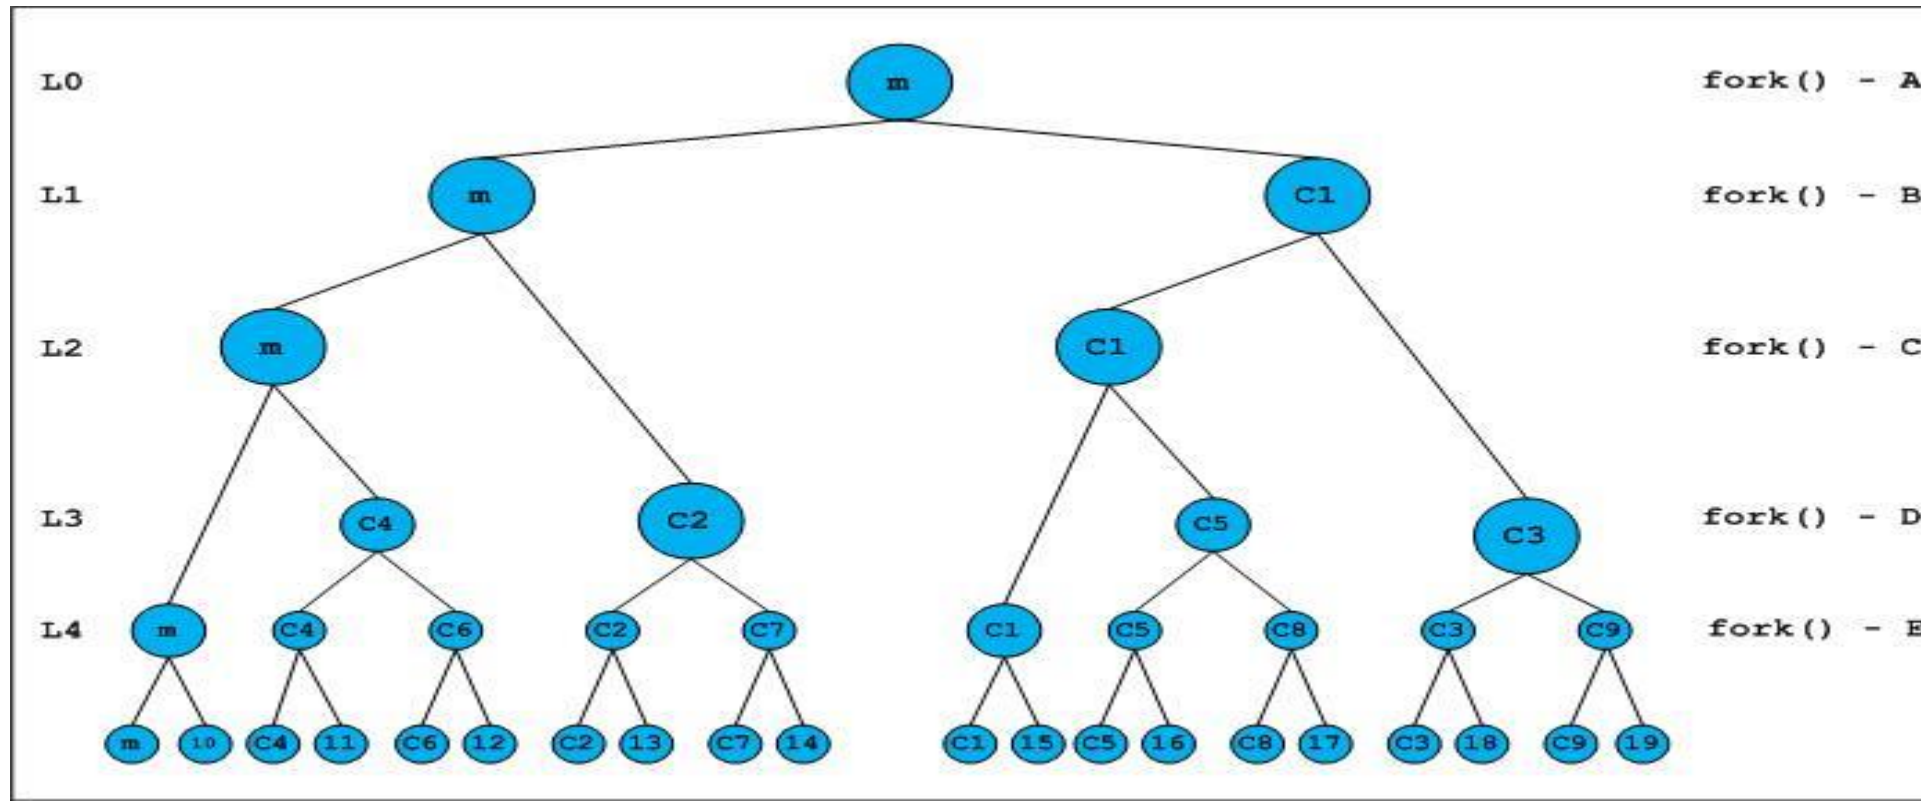 L0 m fork() - A
L1 m C1 fork() - B
L2 m C1 fork() - C
L3 C4 C2 C5 C3 fork() - D
L4 m C4 C6 C2 C7 C1 C5 C8 C3 C9 fork() - E
m 10 C4 11 C6 12 C2 13 C7 14 C1 15 C5 16 C8 17 C3 18 C9 19